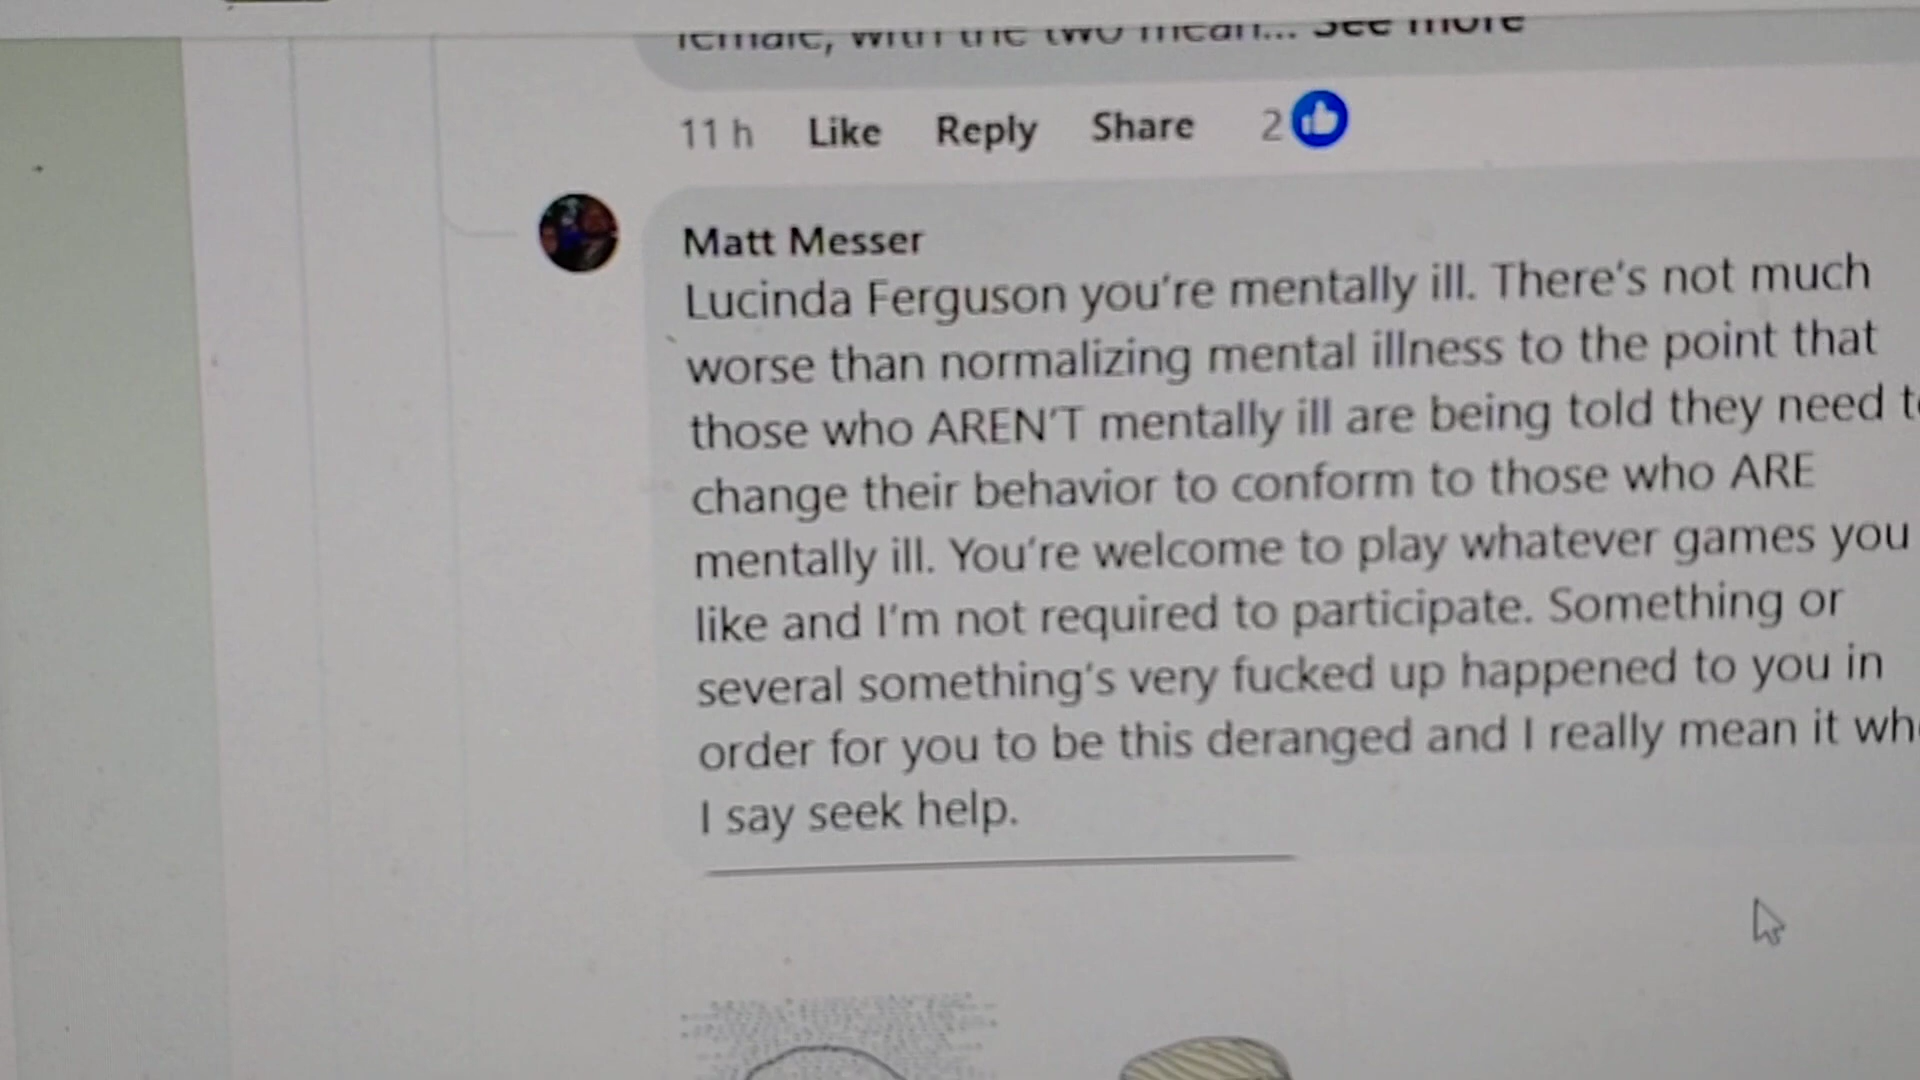 female, with the two mean... See more
11 h Like Reply Share 2
Matt Messer
Lucinda Ferguson you're mentally ill. There's not much
worse than normalizing mental illness to the point that
those who AREN'T mentally ill are being told they need
change their behavior to conform to those who ARE
mentally ill. You're welcome to play whatever games you
like and I'm not required to participate. Something or
several something's very fucked up happened to you in
order for you to be this deranged and I really mean it
I say seek help.